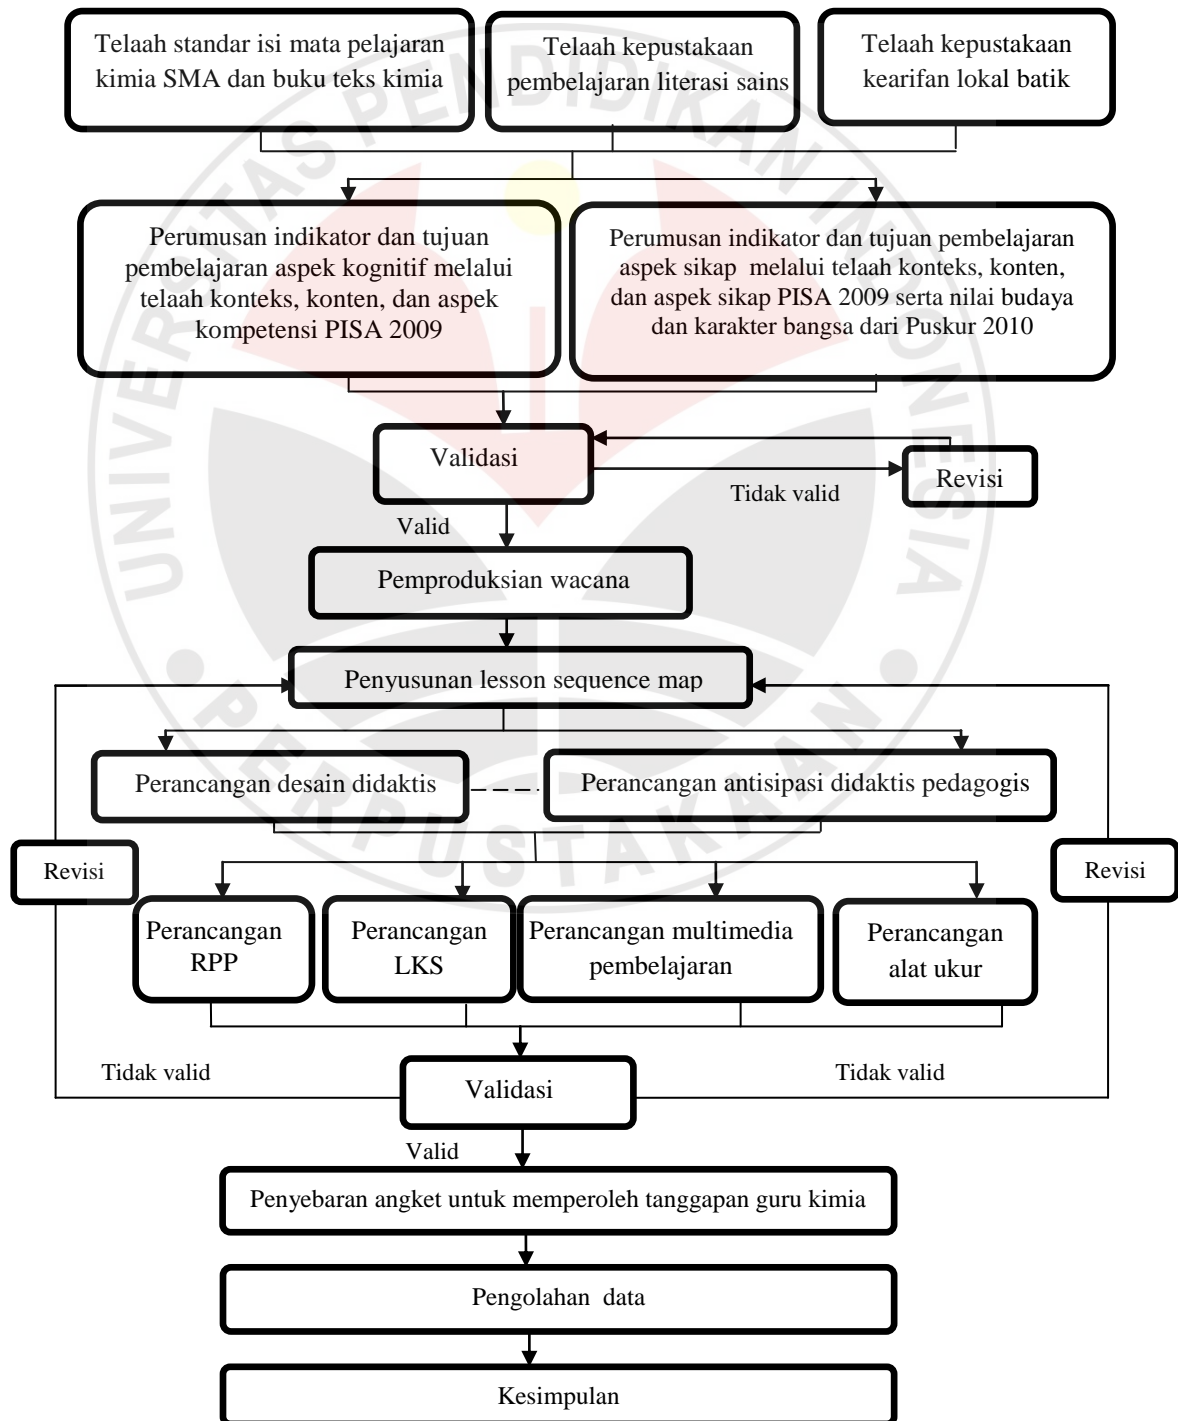 Telaah standar isi mata pelajaran
kimia SMA dan buku teks kimia
Telaah kepustakaan
pembelajaran literasi sains
Telaah kepustakaan
kearifan lokal batik
Perumusan indikator dan tujuan
pembelajaran aspek kognitif melalui
telaah konteks, konten, dan aspek
kompetensi PISA 2009
Perumusan indikator dan tujuan pembelajaran
aspek sikap melalui telaah konteks, konten,
dan aspek sikap PISA 2009 serta nilai budaya
dan karakter bangsa dari Puskur 2010
Validasi
Tidak valid
Revisi
Valid
Pemproduksian wacana
Penyusunan lesson sequence map
Perancangan desain didaktis
Perancangan antisipasi didaktis pedagogis
Revisi
Revisi
Perancangan
RPP
Perancangan
LKS
Perancangan multimedia
pembelajaran
Perancangan
alat ukur
Tidak valid
Validasi
Tidak valid
Valid
Penyebaran angket untuk memperoleh tanggapan guru kimia
Pengolahan data
Kesimpulan
UNIVERSITAS PENDIDIKAN INDONESIA
PERPUSTAKAAN